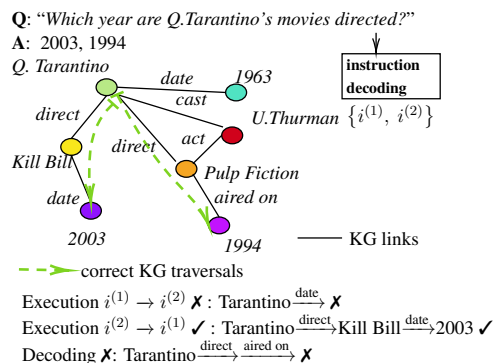 Q: “Which year are Q.Tarantino’s movies directed?”
A: 2003, 1994
Q. Tarantino
date
1963
cast
instruction
decoding
U.Thurman {i(1), i(2)}
direct
direct
act
Kill Bill
Pulp Fiction
date
aired on
2003
1994
KG links
correct KG traversals
Execution i(1) → i(2) ✗ : Tarantino —date→ ✗
Execution i(2) → i(1) ✓ : Tarantino —direct→ Kill Bill —date→ 2003 ✓
Decoding ✗: Tarantino —direct→ —aired on→ ✗